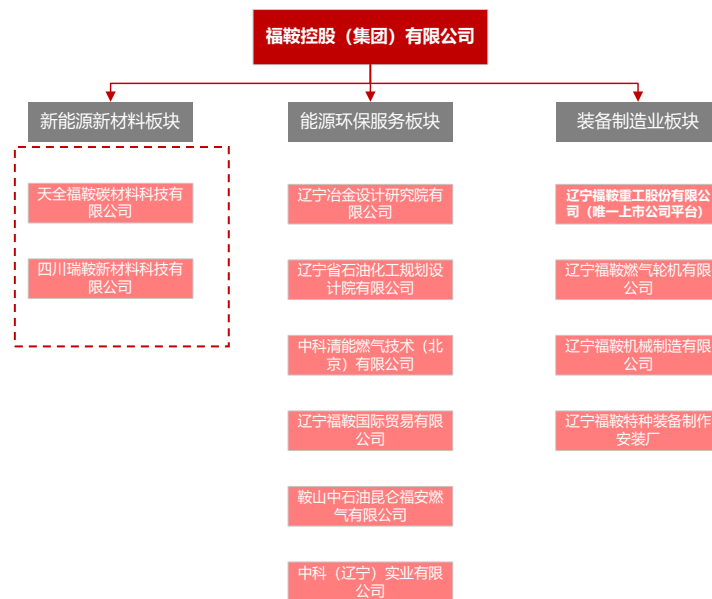 福鞍控股（集团）有限公司
新能源新材料板块
天全福鞍碳材料科技有
限公司
四川瑞鞍新材料科技有
限公司
能源环保服务板块
辽宁冶金设计研究院有
限公司
辽宁省石油化工规划设
计院有限公司
中科清能燃气技术（北
京）有限公司
辽宁福鞍国际贸易有限
公司
鞍山中石油昆仑福安燃
气有限公司
中科（辽宁）实业有限
公司
装备制造业板块
辽宁福鞍重工股份有限公
司（唯一上市公司平台）
辽宁福鞍燃气轮机有限
公司
辽宁福鞍机械制造有限
公司
辽宁福鞍特种装备制作
安装厂